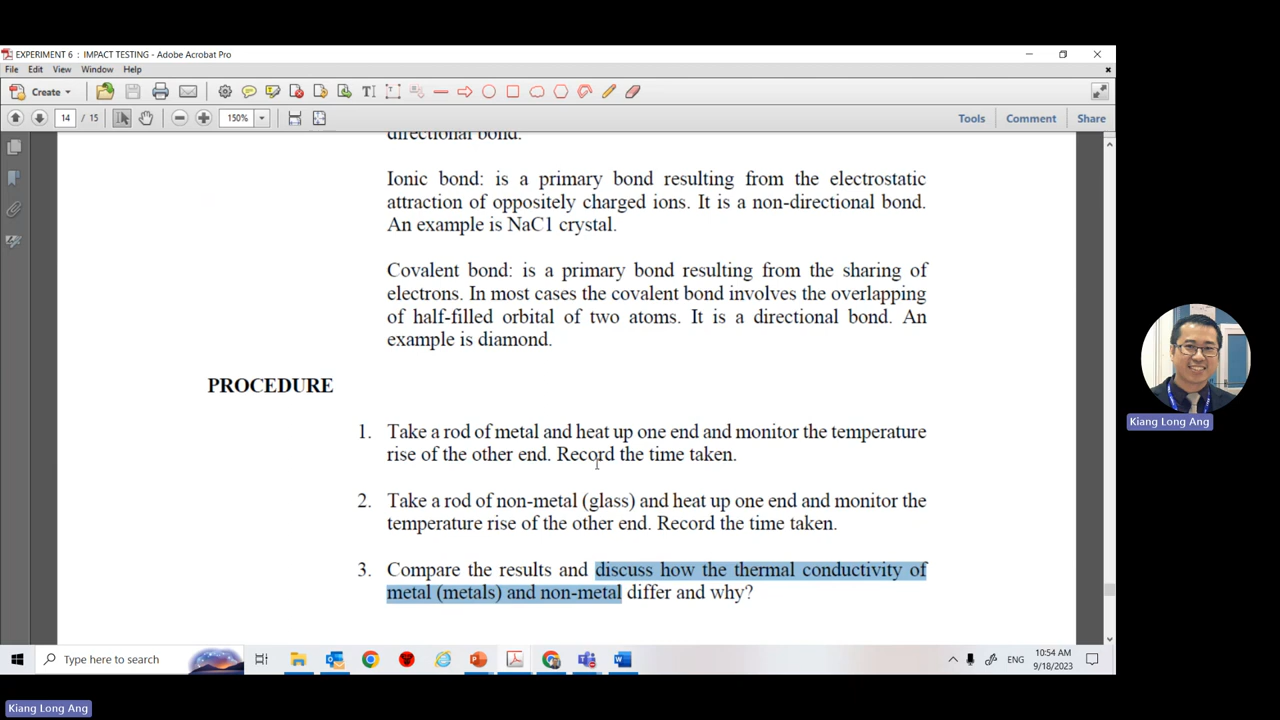 EXPERIMENT 6 : IMPACT TESTING - Adobe Acrobat Pro
File Edit View Window Help
Create
14 / 15
150%
Tools Comment Share
directional bond.
Ionic bond: is a primary bond resulting from the electrostatic
attraction of oppositely charged ions. It is a non-directional bond.
An example is NaC1 crystal.
Covalent bond: is a primary bond resulting from the sharing of
electrons. In most cases the covalent bond involves the overlapping
of half-filled orbital of two atoms. It is a directional bond. An
example is diamond.
PROCEDURE
1. Take a rod of metal and heat up one end and monitor the temperature
rise of the other end. Record the time taken.
2. Take a rod of non-metal (glass) and heat up one end and monitor the
temperature rise of the other end. Record the time taken.
3. Compare the results and discuss how the thermal conductivity of
metal (metals) and non-metal differ and why?
Kiang Long Ang
Type here to search
ENG
10:54 AM
9/18/2023
Kiang Long Ang